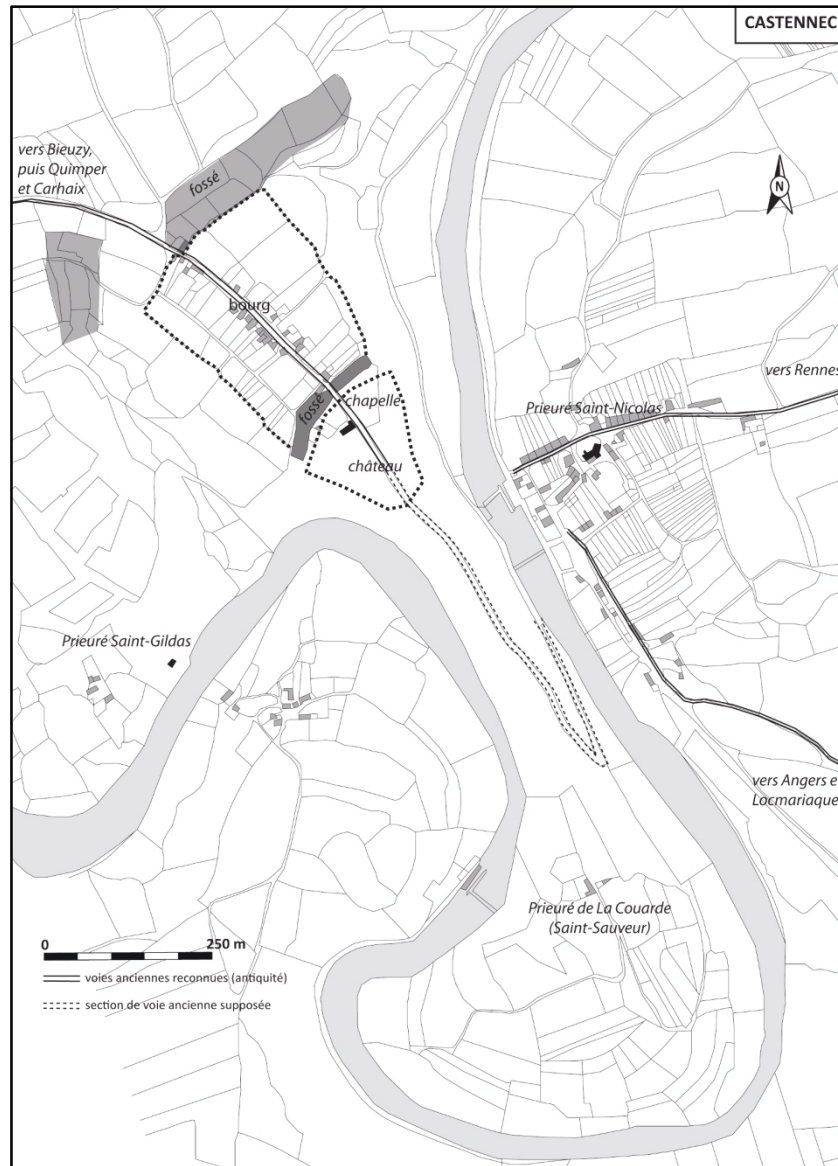 CASTENNEC
vers Bieuzy,
puis Quimper
et Carhaix
fossé
N
bourg
vers Rennes
Prieuré Saint-Nicolas
chapelle
fossé
château
Prieuré Saint-Gildas
vers Angers e
Locmariaque
Prieuré de La Couarde
(Saint-Sauveur)
0 250 m
voies anciennes reconnues (antiquité)
section de voie ancienne supposée